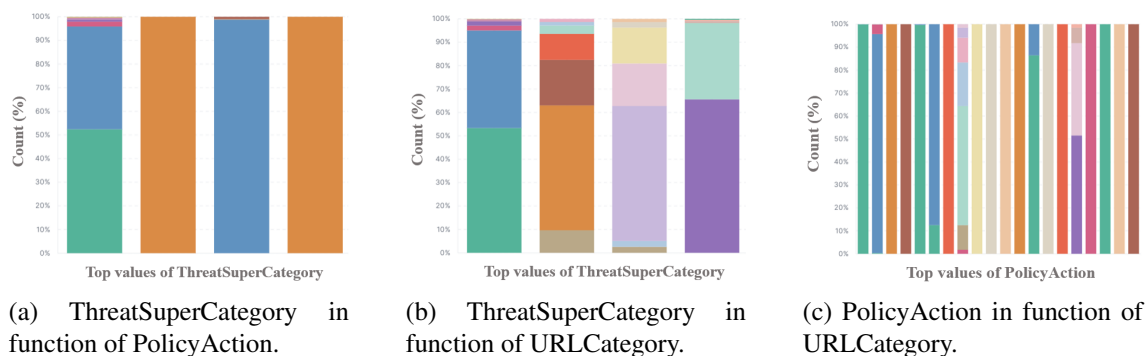 100%
90%
80%
70%
60%
50%
40%
30%
20%
10%
0%
Count (%)
Top values of ThreatSuperCategory
(a) ThreatSuperCategory in
function of PolicyAction.
100%
90%
80%
70%
60%
50%
40%
30%
20%
10%
0%
Count (%)
Top values of ThreatSuperCategory
(b) ThreatSuperCategory in
function of URLCategory.
100%
90%
80%
70%
60%
50%
40%
30%
20%
10%
0%
Count (%)
Top values of PolicyAction
(c) PolicyAction in function of
URLCategory.